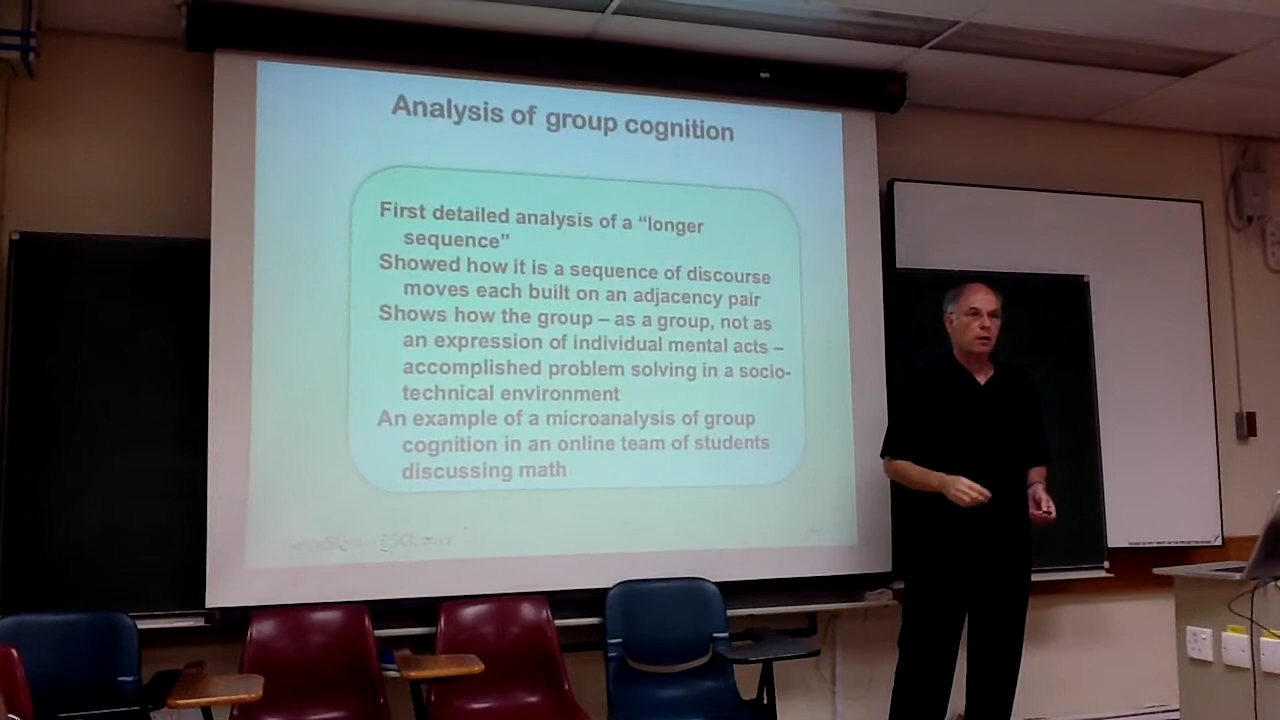 Analysis of group cognition
First detailed analysis of a “longer
sequence”
Showed how it is a sequence of discourse
moves each built on an adjacency pair
Shows how the group – as a group, not as
an expression of individual mental acts –
accomplished problem solving in a socio-
technical environment
An example of a microanalysis of group
cognition in an online team of students
discussing math